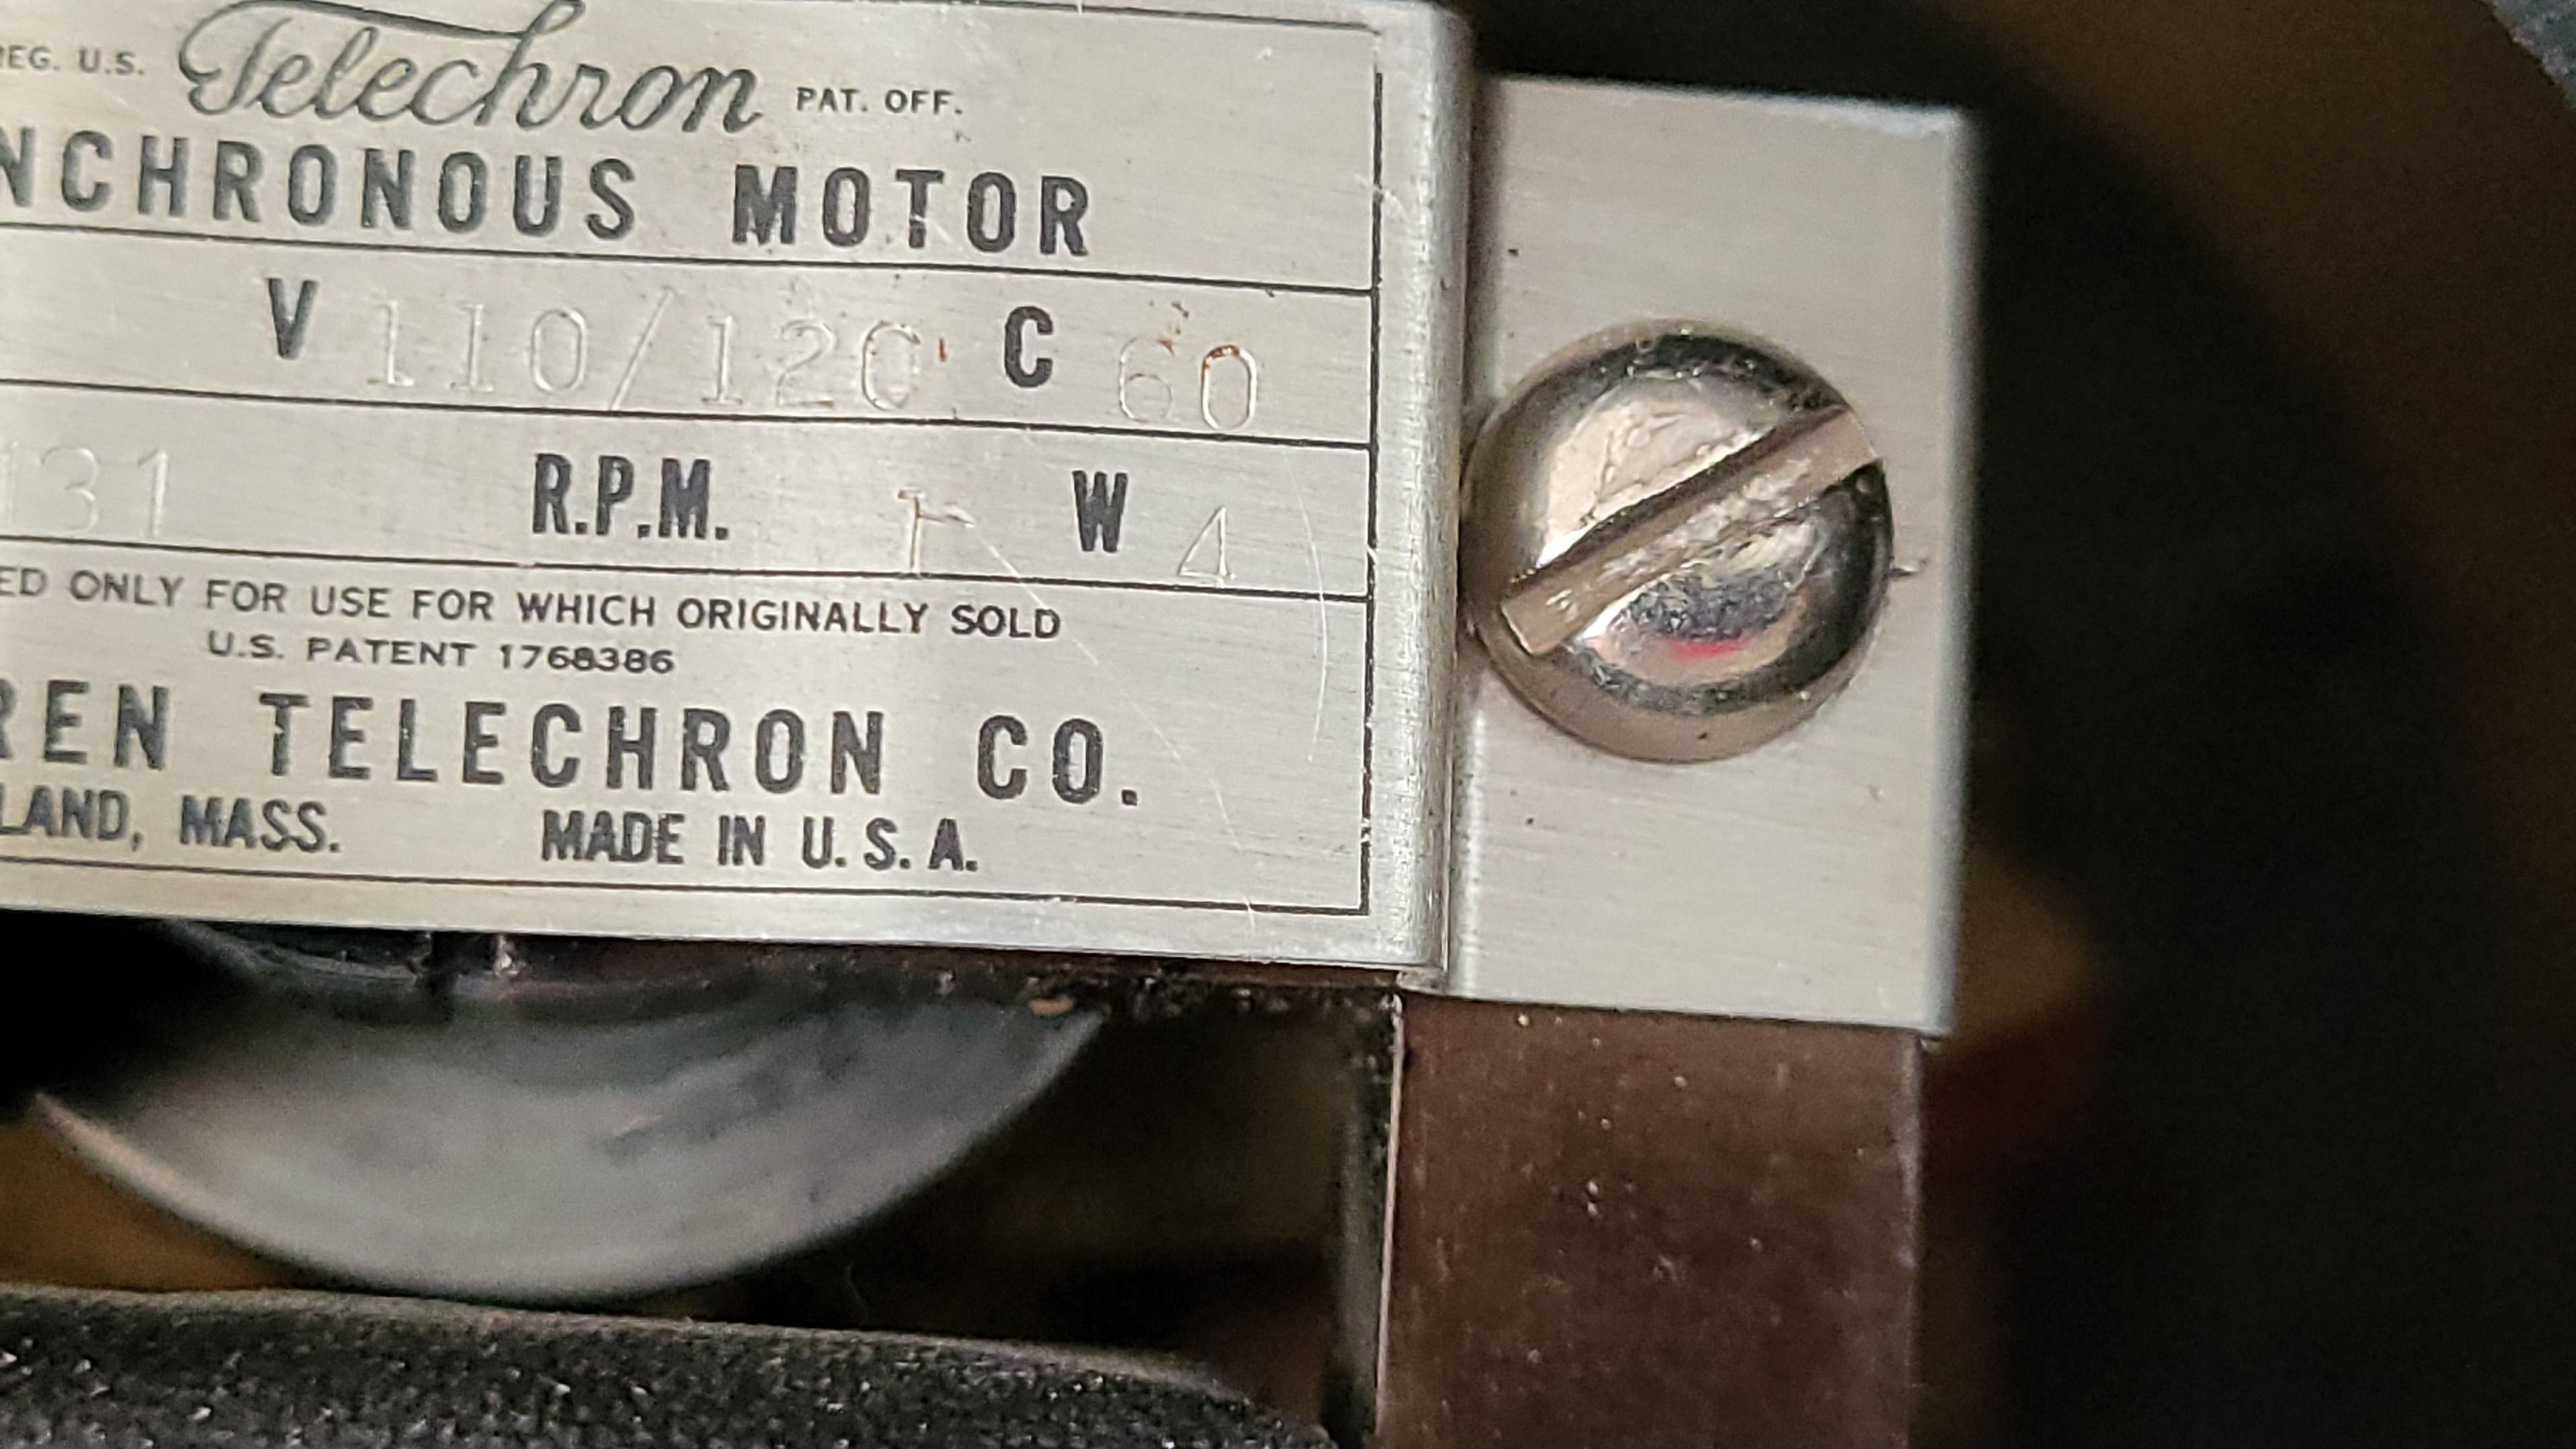 REG. U.S. Telechron PAT. OFF.
NCHRONOUS MOTOR
V 110/120 C 60
31 R.P.M. W 4
ED ONLY FOR USE FOR WHICH ORIGINALLY SOLD
U.S. PATENT 1768386
REN TELECHRON CO.
LAND, MASS. MADE IN U.S.A.